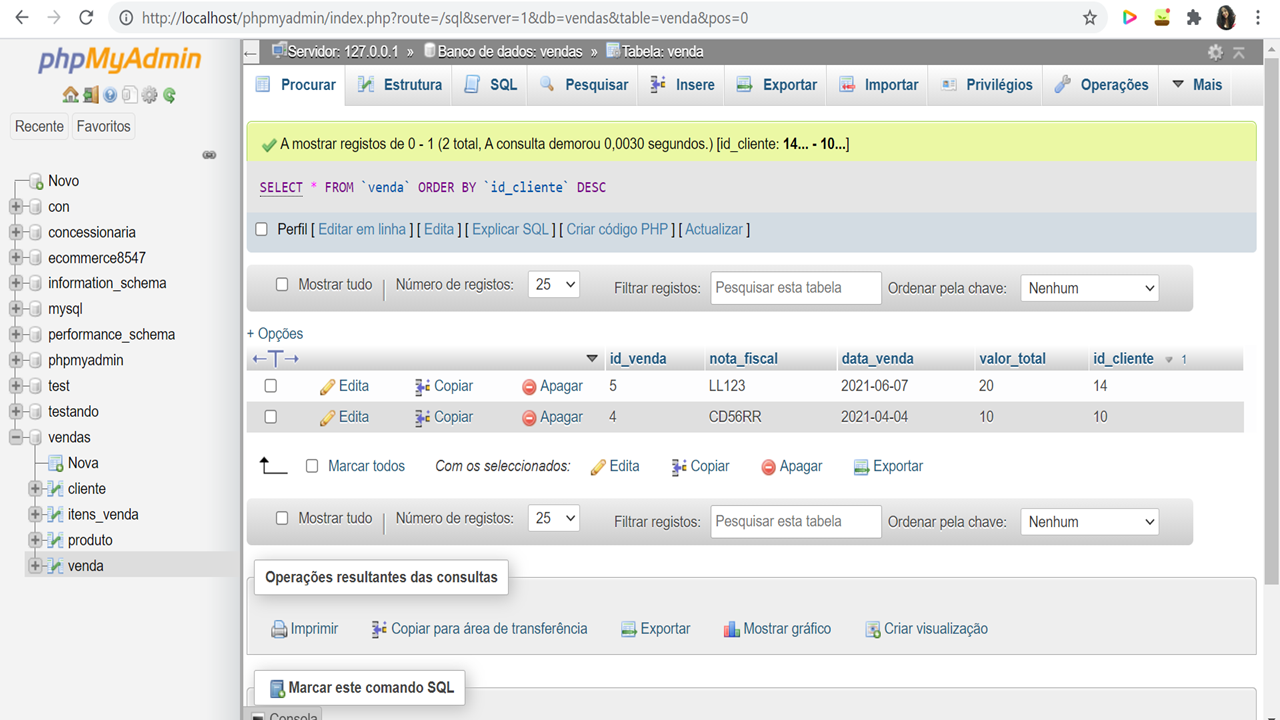 http://localhost/phpmyadmin/index.php?route=/sql&server=1&db=vendas&table=venda&pos=0
phpMyAdmin
Recente Favoritos
Novo
con
concessionaria
ecommerce8547
information_schema
mysql
performance_schema
phpmyadmin
test
testando
vendas
Nova
cliente
itens_venda
produto
venda
Servidor: 127.0.0.1 » Banco de dados: vendas » Tabela: venda
Procurar Estrutura SQL Pesquisar Insere Exportar Importar Privilégios Operações Mais
A mostrar registos de 0 - 1 (2 total, A consulta demorou 0,0030 segundos.) [id_cliente: 14... - 10...]
SELECT * FROM `venda` ORDER BY `id_cliente` DESC
Perfil [ Editar em linha ] [ Edita ] [ Explicar SQL ] [ Criar código PHP ] [ Actualizar ]
Mostrar tudo Número de registos: 25 Filtrar registos: Pesquisar esta tabela Ordenar pela chave: Nenhum
+ Opções
←T→ id_venda nota_fiscal data_venda valor_total id_cliente 1
Edita Copiar Apagar 5 LL123 2021-06-07 20 14
Edita Copiar Apagar 4 CD56RR 2021-04-04 10 10
Marcar todos Com os seleccionados: Edita Copiar Apagar Exportar
Mostrar tudo Número de registos: 25 Filtrar registos: Pesquisar esta tabela Ordenar pela chave: Nenhum
Operações resultantes das consultas
Imprimir Copiar para área de transferência Exportar Mostrar gráfico Criar visualização
Marcar este comando SQL
Consola